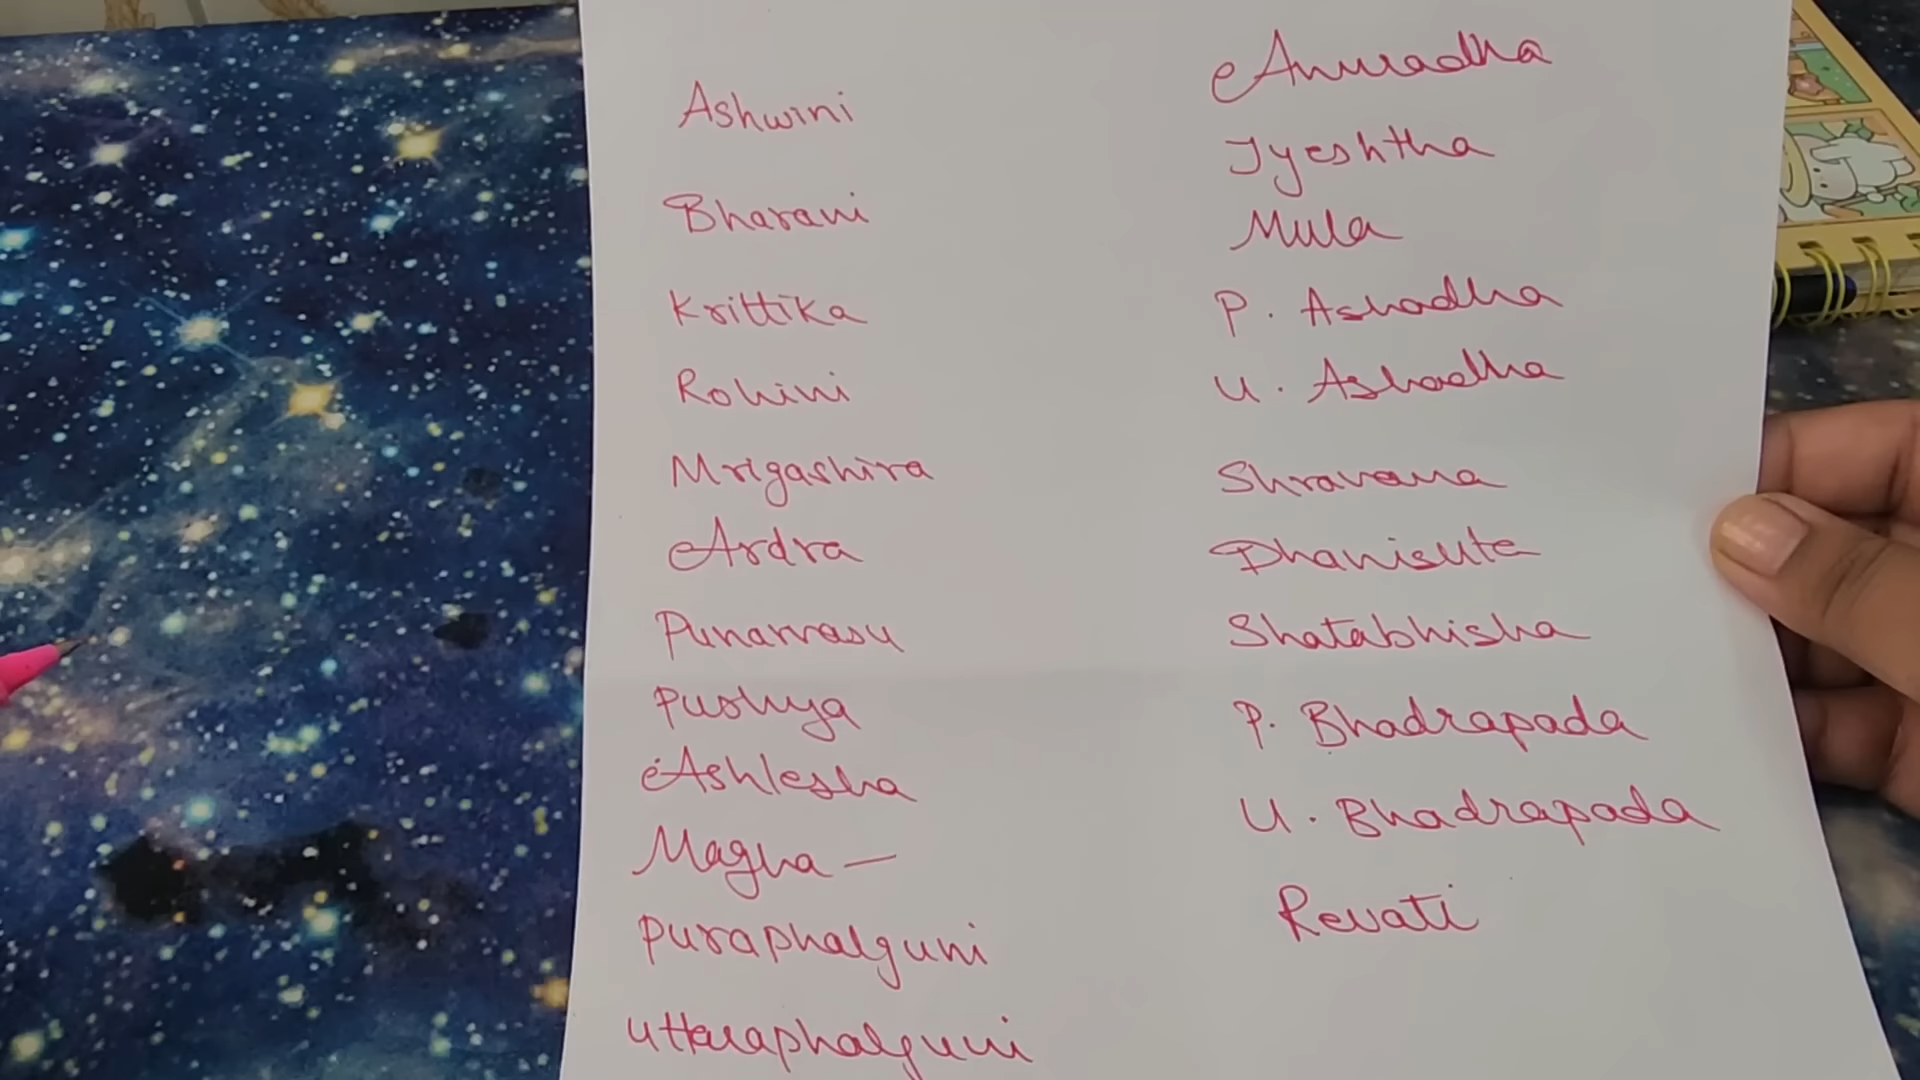 Ashwini
Bharani
Krittika
Rohini
Mrigashira
Ardra
Punarvasu
Pushya
Ashlesha
Magha —
Puraphalguni
Uttaraphalguni
Anuradha
Jyeshtha
Mula
P. Ashadha
U. Ashadha
Shravana
Dhanishta
Shatabhisha
P. Bhadrapada
U. Bhadrapada
Revati